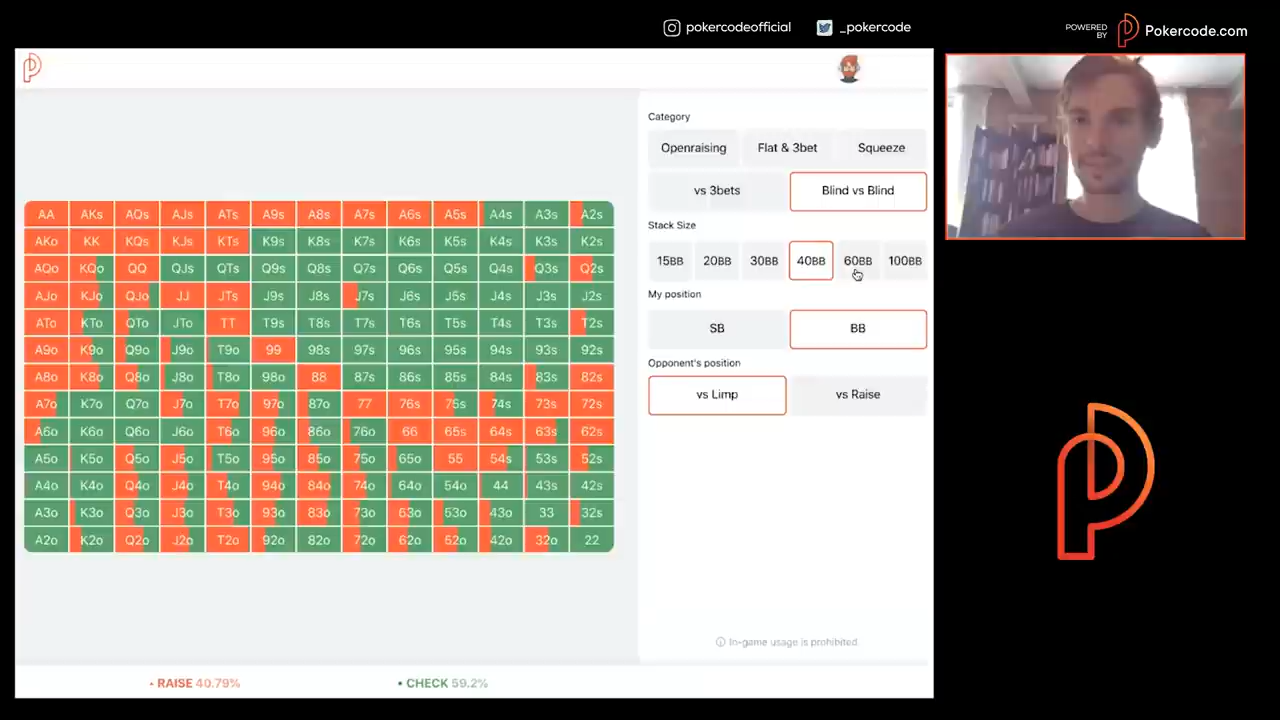 pokercodeofficial _pokercode POWERED BY Pokercode.com
Category
Openraising Flat & 3bet Squeeze
vs 3bets Blind vs Blind
Stack Size
15BB 20BB 30BB 40BB 60BB 100BB
My position
SB BB
Opponent's position
vs Limp vs Raise
AA AKs AQs AJs ATs A9s A8s A7s A6s A5s A4s A3s A2s
AKo KK KQs KJs KTs K9s K8s K7s K6s K5s K4s K3s K2s
AQo KQo QQ QJs QTs Q9s Q8s Q7s Q6s Q5s Q4s Q3s Q2s
AJo KJo QJo JJ JTs J9s J8s J7s J6s J5s J4s J3s J2s
ATo KTo QTo JTo TT T9s T8s T7s T6s T5s T4s T3s T2s
A9o K9o Q9o J9o T9o 99 98s 97s 96s 95s 94s 93s 92s
A8o K8o Q8o J8o T8o 98o 88 87s 86s 85s 84s 83s 82s
A7o K7o Q7o J7o T7o 97o 87o 77 76s 75s 74s 73s 72s
A6o K6o Q6o J6o T6o 96o 86o 76o 66 65s 64s 63s 62s
A5o K5o Q5o J5o T5o 95o 85o 75o 65o 55 54s 53s 52s
A4o K4o Q4o J4o T4o 94o 84o 74o 64o 54o 44 43s 42s
A3o K3o Q3o J3o T3o 93o 83o 73o 63o 53o 43o 33 32s
A2o K2o Q2o J2o T2o 92o 82o 72o 62o 52o 42o 32o 22
In-game usage is prohibited
RAISE 40.79% CHECK 59.2%